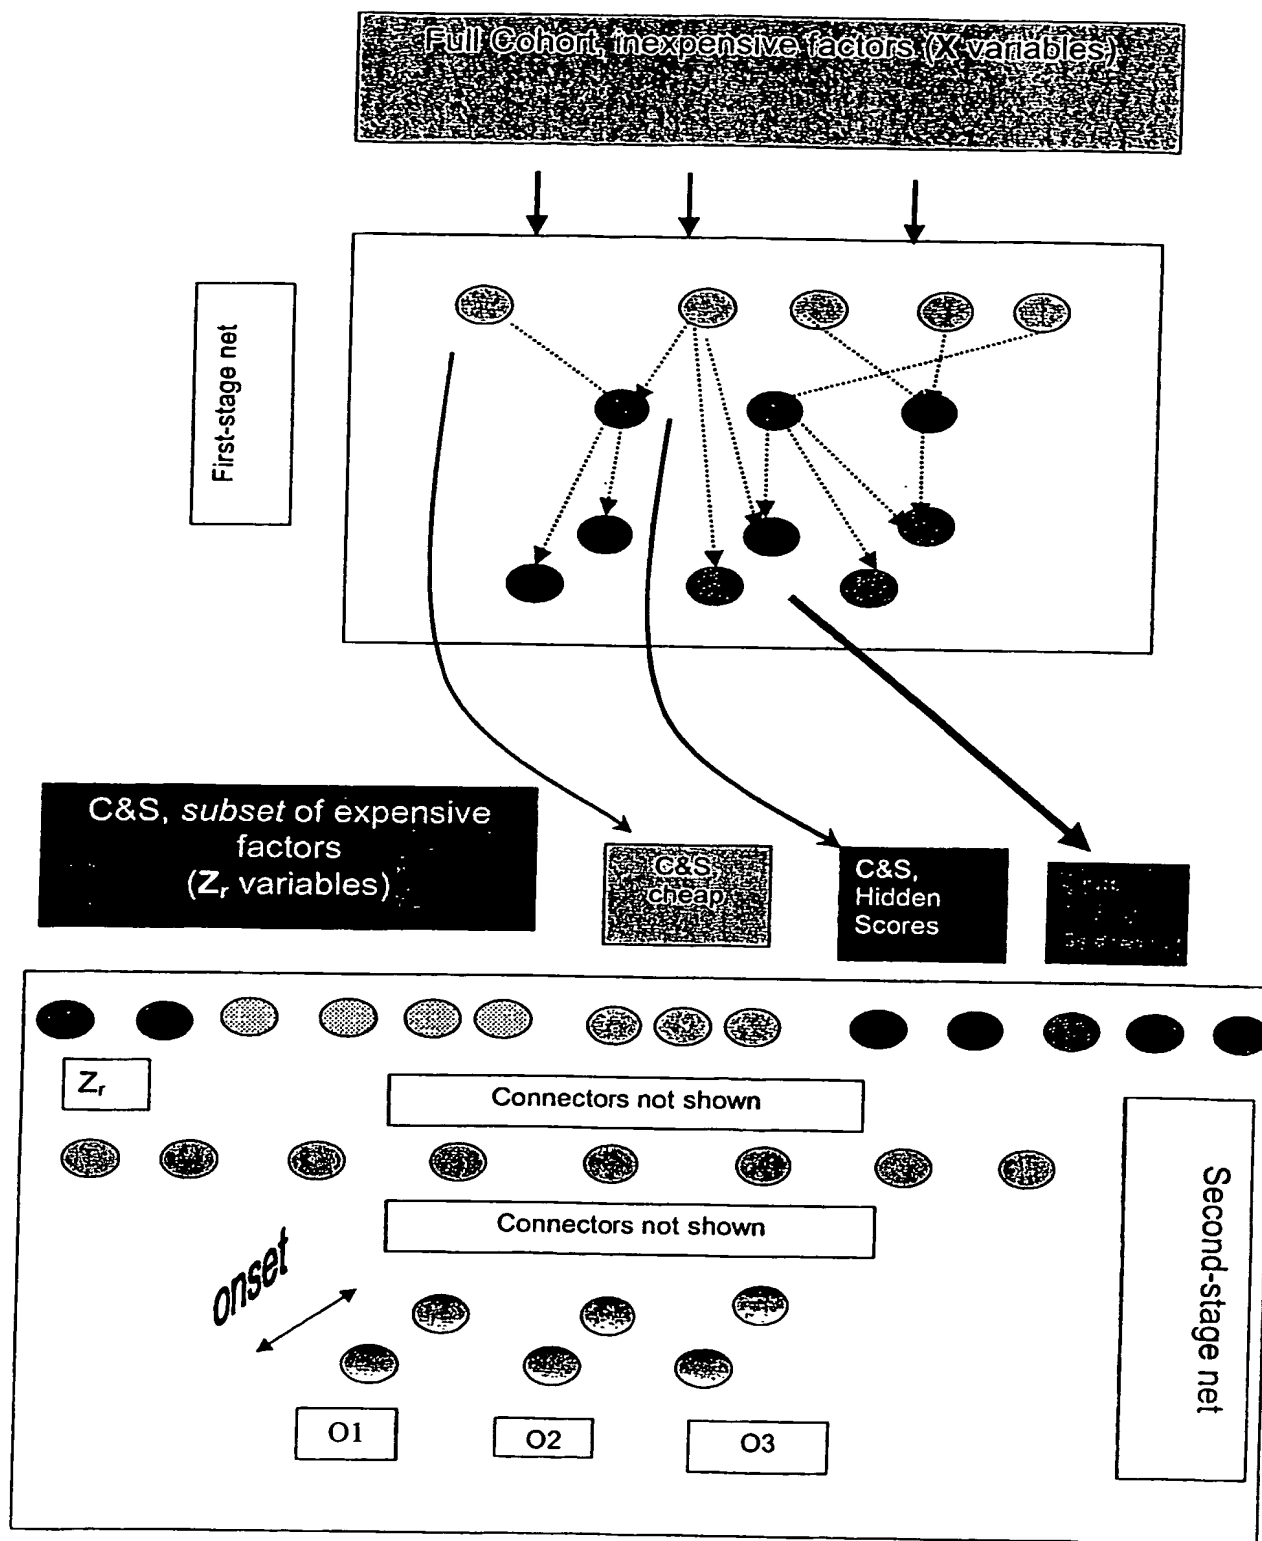 Full Cohort, inexpensive factors (X variables)
First-stage net
C&S, subset of expensive
factors
(Zr variables)
C&S
cheap
C&S,
Hidden
Scores
Zr
Connectors not shown
Connectors not shown
onset
Second-stage net
O1
O2
O3